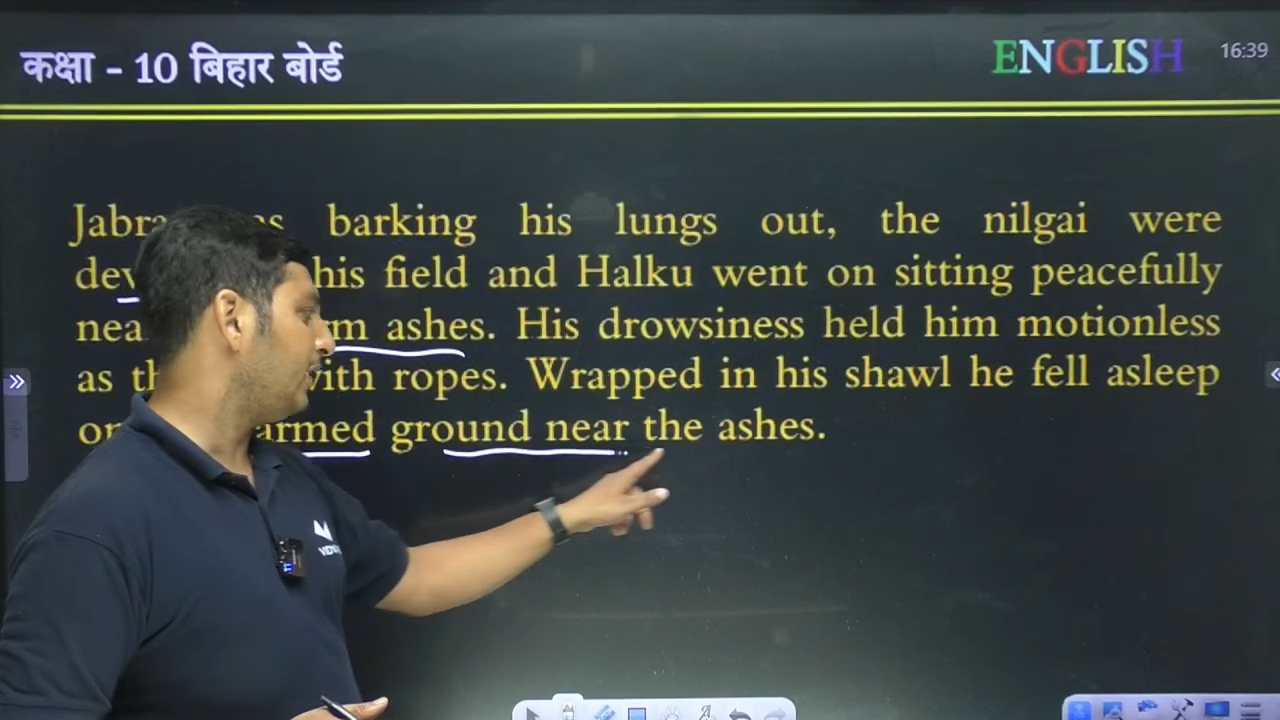 कक्षा - 10 बिहार बोर्ड
ENGLISH
16:39
barking his lungs out, the nilgai were
his field and Halku went on sitting peacefully
ashes. His drowsiness held him motionless
as with ropes. Wrapped in his shawl he fell asleep
ground near the ashes.